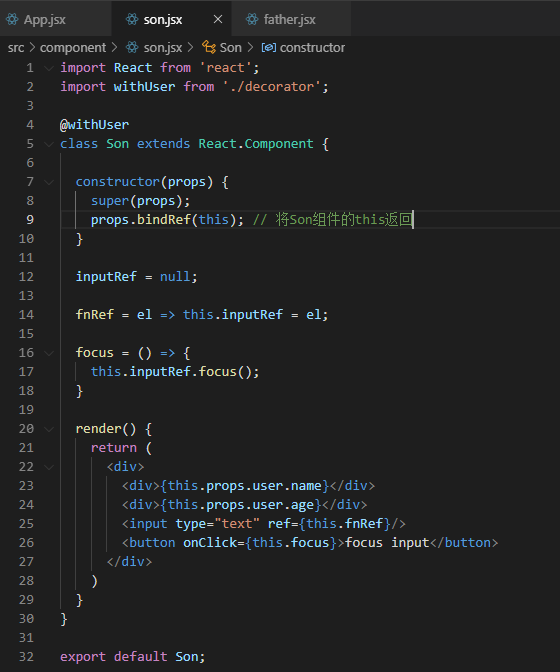 App.jsx son.jsx × father.jsx
src > component > son.jsx > Son > constructor
1 import React from 'react';
2 import withUser from './decorator';
3
4 @withUser
5 class Son extends React.Component {
6
7 constructor(props) {
8 super(props);
9 props.bindRef(this); // 将Son组件的this返回
10 }
11
12 inputRef = null;
13
14 fnRef = el => this.inputRef = el;
15
16 focus = () => {
17 this.inputRef.focus();
18 }
19
20 render() {
21 return (
22 <div>
23 <div>{this.props.user.name}</div>
24 <div>{this.props.user.age}</div>
25 <input type="text" ref={this.fnRef}/>
26 <button onClick={this.focus}>focus input</button>
27 </div>
28 )
29 }
30 }
31
32 export default Son;